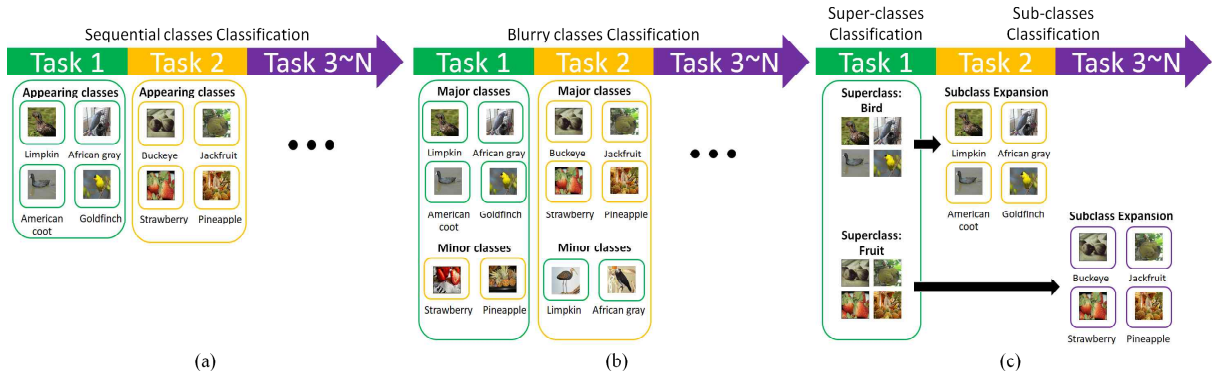 Sequential classes Classification
Task 1
Task 2
Task 3~N
Appearing classes
Limpkin
African gray
American
coot
Goldfinch
Appearing classes
Buckeye
Jackfruit
Strawberry
Pineapple
(a)
Blurry classes Classification
Task 1
Task 2
Task 3~N
Major classes
Limpkin
African gray
American
coot
Goldfinch
Minor classes
Strawberry
Pineapple
Major classes
Buckeye
Jackfruit
Strawberry
Pineapple
Minor classes
Limpkin
African gray
(b)
Super-classes
Classification
Sub-classes
Classification
Task 1
Task 2
Task 3~N
Superclass:
Bird
Superclass:
Fruit
Subclass Expansion
Limpkin
African gray
American
coot
Goldfinch
Subclass Expansion
Buckeye
Jackfruit
Strawberry
Pineapple
(c)